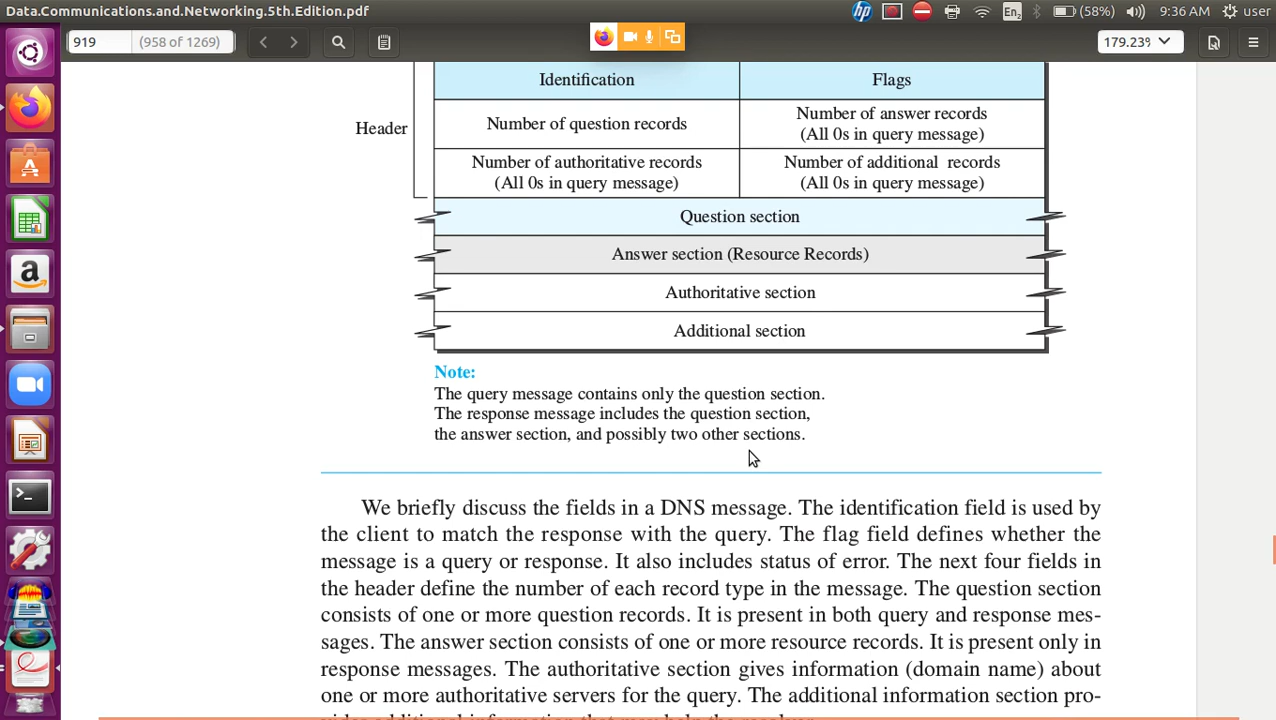 Data.Communications.and.Networking.5th.Edition.pdf
En2
(58%)
9:36 AM
user
919
(958 of 1269)
179.23%
Identification
Flags
Header
Number of question records
Number of answer records
(All 0s in query message)
Number of authoritative records
(All 0s in query message)
Number of additional records
(All 0s in query message)
Question section
Answer section (Resource Records)
Authoritative section
Additional section
Note:
The query message contains only the question section.
The response message includes the question section,
the answer section, and possibly two other sections.
We briefly discuss the fields in a DNS message. The identification field is used by
the client to match the response with the query. The flag field defines whether the
message is a query or response. It also includes status of error. The next four fields in
the header define the number of each record type in the message. The question section
consists of one or more question records. It is present in both query and response mes-
sages. The answer section consists of one or more resource records. It is present only in
response messages. The authoritative section gives information (domain name) about
one or more authoritative servers for the query. The additional information section pro-
vides additional information that may help the resolver.